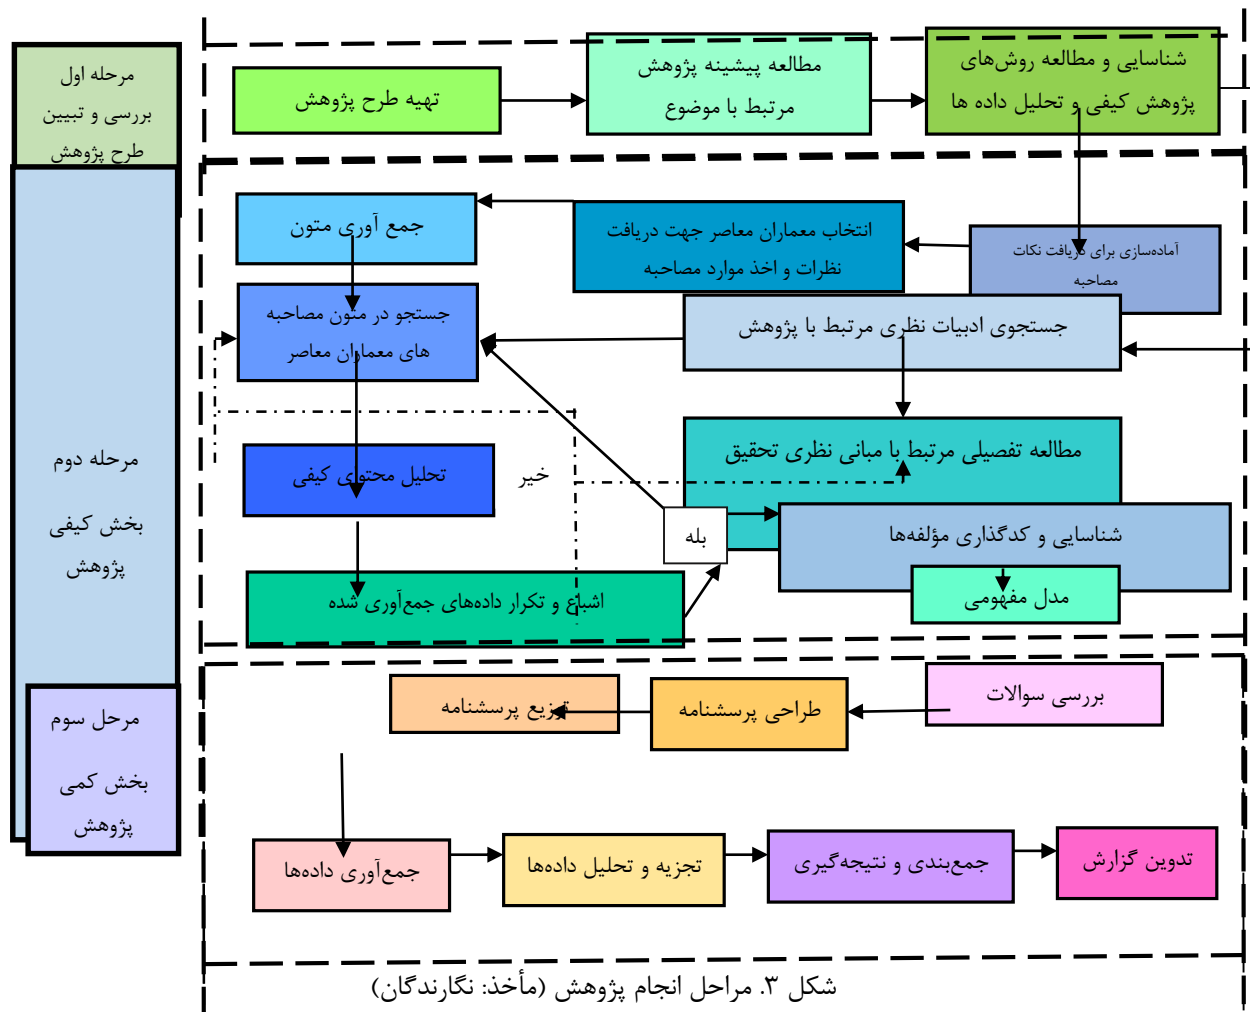 مرحله اول
بررسی و تبیین
طرح پژوهش
تهیه طرح پژوهش
مطالعه پیشینه پژوهش
مرتبط با موضوع
شناسایی و مطالعه روش‌های
پژوهش کیفی و تحلیل داده ها
مرحله دوم
بخش کیفی
پژوهش
آماده‌سازی برای دریافت نکات
مصاحبه
انتخاب معماران معاصر جهت دریافت
نظرات و اخذ موارد مصاحبه
جمع آوری متون
جستجو در متون مصاحبه
های معماران معاصر
جستجوی ادبیات نظری مرتبط با پژوهش
مطالعه تفصیلی مرتبط با مبانی نظری تحقیق
تحلیل محتوی کیفی
خیر
بله
شناسایی و کدگذاری مؤلفه‌ها
مدل مفهومی
اشباع و تکرار داده‌های جمع‌آوری شده
مرحل سوم
بخش کمی
پژوهش
بررسی سوالات
طراحی پرسشنامه
توزیع پرسشنامه
جمع‌آوری داده‌ها
تجزیه و تحلیل داده‌ها
جمع‌بندی و نتیجه‌گیری
تدوین گزارش
شکل ۳. مراحل انجام پژوهش (مأخذ: نگارندگان)